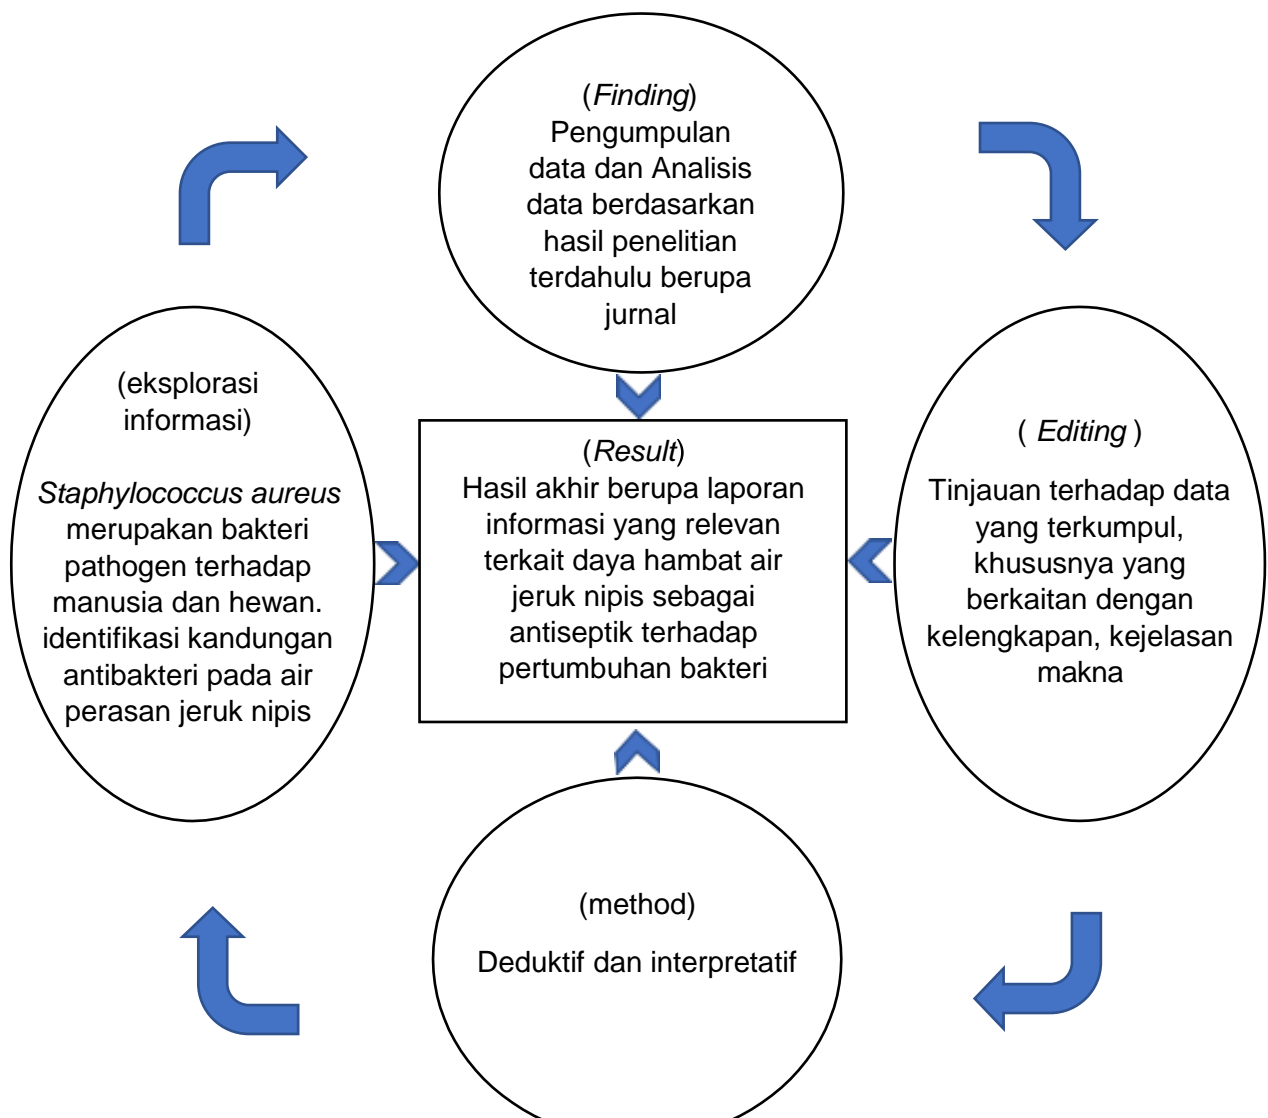 (Finding)
Pengumpulan
data dan Analisis
data berdasarkan
hasil penelitian
terdahulu berupa
jurnal
(eksplorasi
informasi)
Staphylococcus aureus
merupakan bakteri
pathogen terhadap
manusia dan hewan.
identifikasi kandungan
antibakteri pada air
perasan jeruk nipis
(Result)
Hasil akhir berupa laporan
informasi yang relevan
terkait daya hambat air
jeruk nipis sebagai
antiseptik terhadap
pertumbuhan bakteri
( Editing )
Tinjauan terhadap data
yang terkumpul,
khususnya yang
berkaitan dengan
kelengkapan, kejelasan
makna
(method)
Deduktif dan interpretatif